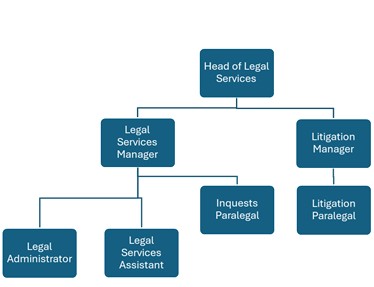 Head of Legal
Services
Legal
Services
Manager
Litigation
Manager
Inquests
Paralegal
Litigation
Paralegal
Legal
Administrator
Legal
Services
Assistant